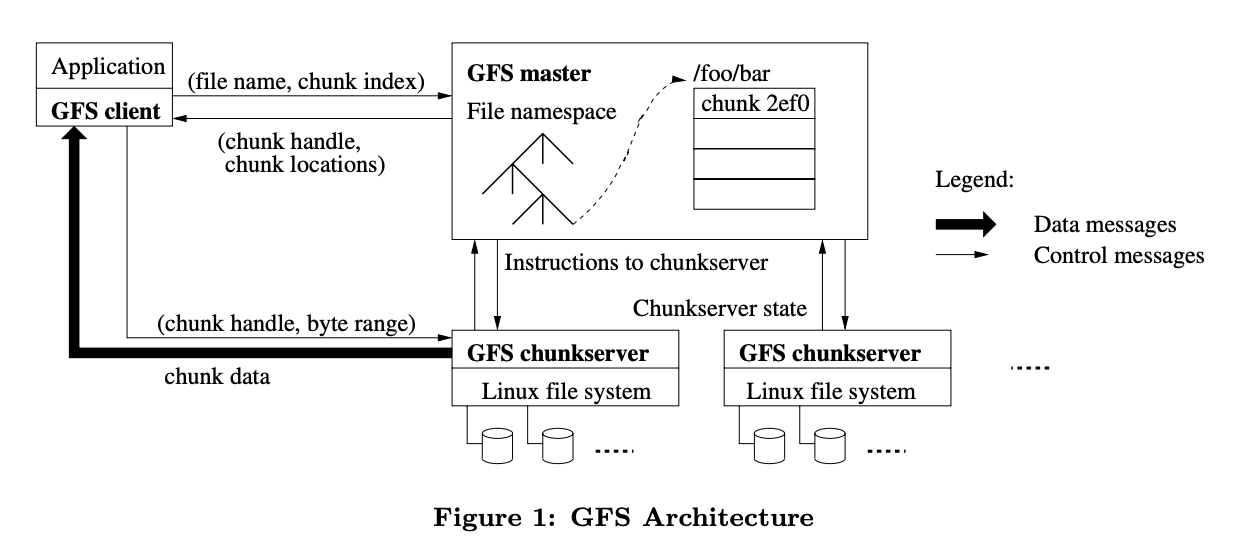 Application
GFS client
(file name, chunk index)
(chunk handle,
chunk locations)
GFS master
File namespace
/foo/bar
chunk 2ef0
Legend:
Data messages
Control messages
Instructions to chunkserver
Chunkserver state
(chunk handle, byte range)
chunk data
GFS chunkserver
Linux file system
GFS chunkserver
Linux file system
Figure 1: GFS Architecture